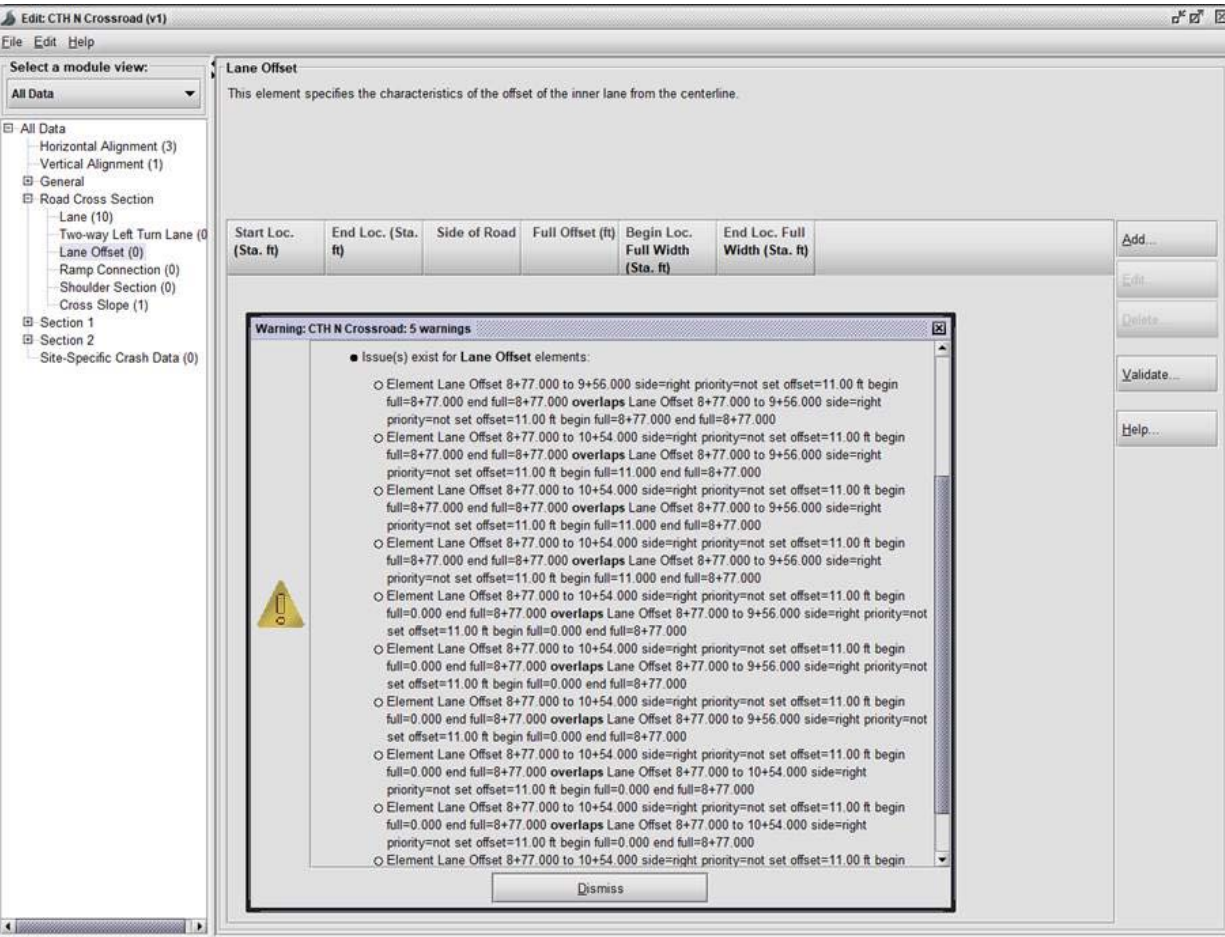 Edit: CTH N Crossroad (v1)
File Edit Help
Select a module view:
All Data
All Data
Horizontal Alignment (3)
Vertical Alignment (1)
General
Road Cross Section
Lane (10)
Two-way Left Turn Lane (0
Lane Offset (0)
Ramp Connection (0)
Shoulder Section (0)
Cross Slope (1)
Section 1
Section 2
Site-Specific Crash Data (0)
Lane Offset
This element specifies the characteristics of the offset of the inner lane from the centerline.
Start Loc. (Sta. ft)
End Loc. (Sta. ft)
Side of Road
Full Offset (ft)
Begin Loc. Full Width (Sta. ft)
End Loc. Full Width (Sta. ft)
Add...
Edit...
Delete...
Validate...
Help...
Warning: CTH N Crossroad: 5 warnings
Issue(s) exist for Lane Offset elements:
Element Lane Offset 8+77.000 to 9+56.000 side=right priority=not set offset=11.00 ft begin
full=8+77.000 end full=8+77.000 overlaps Lane Offset 8+77.000 to 9+56.000 side=right
priority=not set offset=11.00 ft begin full=8+77.000 end full=8+77.000
Element Lane Offset 8+77.000 to 10+54.000 side=right priority=not set offset=11.00 ft begin
full=8+77.000 end full=8+77.000 overlaps Lane Offset 8+77.000 to 9+56.000 side=right
priority=not set offset=11.00 ft begin full=11.000 end full=8+77.000
Element Lane Offset 8+77.000 to 10+54.000 side=right priority=not set offset=11.00 ft begin
full=8+77.000 end full=8+77.000 overlaps Lane Offset 8+77.000 to 9+56.000 side=right
priority=not set offset=11.00 ft begin full=11.000 end full=8+77.000
Element Lane Offset 8+77.000 to 10+54.000 side=right priority=not set offset=11.00 ft begin
full=8+77.000 end full=8+77.000 overlaps Lane Offset 8+77.000 to 9+56.000 side=right
priority=not set offset=11.00 ft begin full=11.000 end full=8+77.000
Element Lane Offset 8+77.000 to 10+54.000 side=right priority=not set offset=11.00 ft begin
full=0.000 end full=8+77.000 overlaps Lane Offset 8+77.000 to 9+56.000 side=right priority=not
set offset=11.00 ft begin full=0.000 end full=8+77.000
Element Lane Offset 8+77.000 to 10+54.000 side=right priority=not set offset=11.00 ft begin
full=0.000 end full=8+77.000 overlaps Lane Offset 8+77.000 to 9+56.000 side=right priority=not
set offset=11.00 ft begin full=0.000 end full=8+77.000
Element Lane Offset 8+77.000 to 10+54.000 side=right priority=not set offset=11.00 ft begin
full=0.000 end full=8+77.000 overlaps Lane Offset 8+77.000 to 9+56.000 side=right priority=not
set offset=11.00 ft begin full=0.000 end full=8+77.000
Element Lane Offset 8+77.000 to 10+54.000 side=right priority=not set offset=11.00 ft begin
full=0.000 end full=8+77.000 overlaps Lane Offset 8+77.000 to 10+54.000 side=right
priority=not set offset=11.00 ft begin full=0.000 end full=8+77.000
Element Lane Offset 8+77.000 to 10+54.000 side=right priority=not set offset=11.00 ft begin
full=0.000 end full=8+77.000 overlaps Lane Offset 8+77.000 to 10+54.000 side=right
priority=not set offset=11.00 ft begin full=0.000 end full=8+77.000
Element Lane Offset 8+77.000 to 10+54.000 side=right priority=not set offset=11.00 ft begin
Dismiss